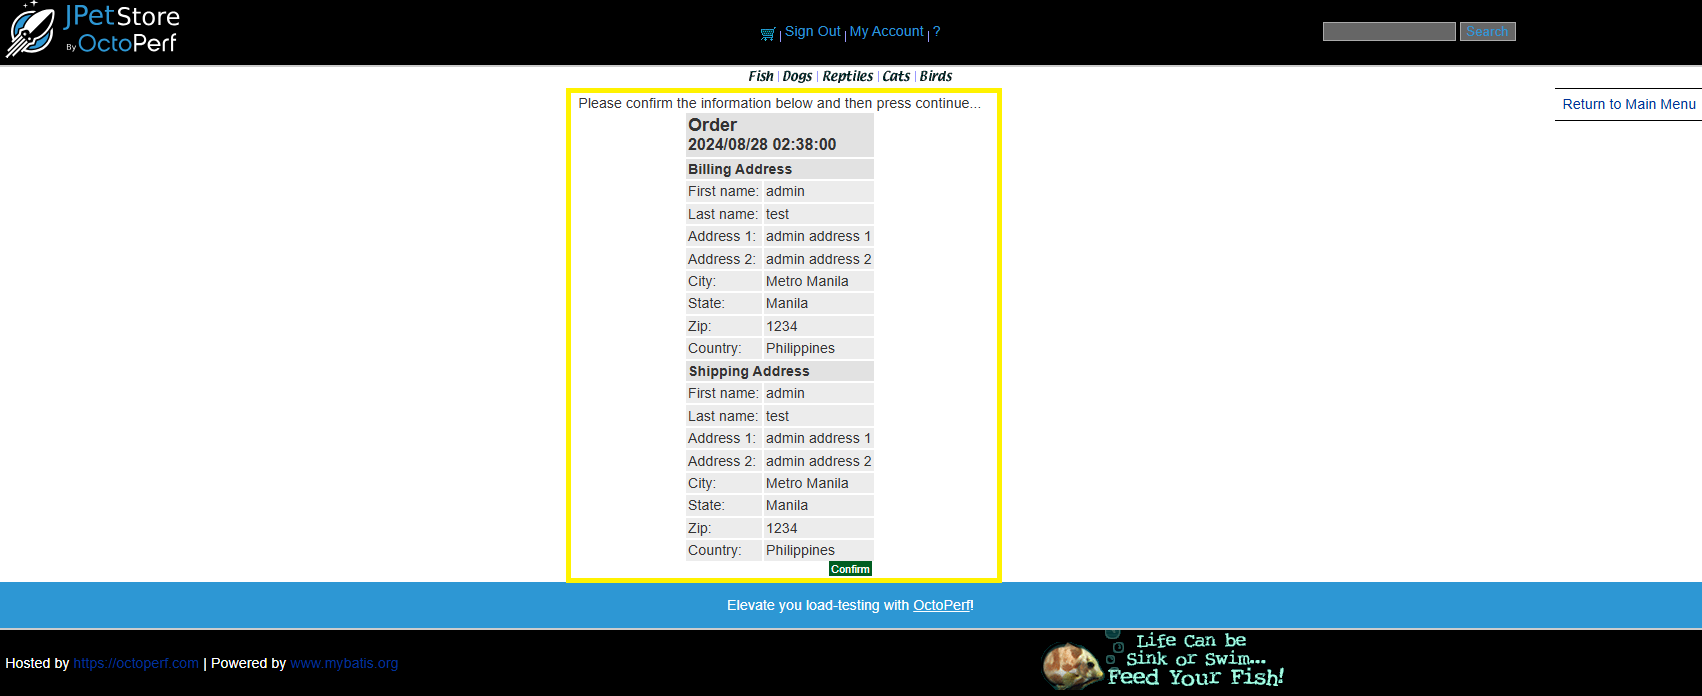 JPetStore
By OctoPerf
Sign Out | My Account | ?
Search
Fish | Dogs | Reptiles | Cats | Birds
Please confirm the information below and then press continue...
Return to Main Menu
Order
2024/08/28 02:38:00
Billing Address
First name: admin
Last name: test
Address 1: admin address 1
Address 2: admin address 2
City: Metro Manila
State: Manila
Zip: 1234
Country: Philippines
Shipping Address
First name: admin
Last name: test
Address 1: admin address 1
Address 2: admin address 2
City: Metro Manila
State: Manila
Zip: 1234
Country: Philippines
Confirm
Elevate you load-testing with OctoPerf!
Hosted by https://octoperf.com | Powered by www.mybatis.org
Life Can be
Sink or Swim...
Feed Your Fish!